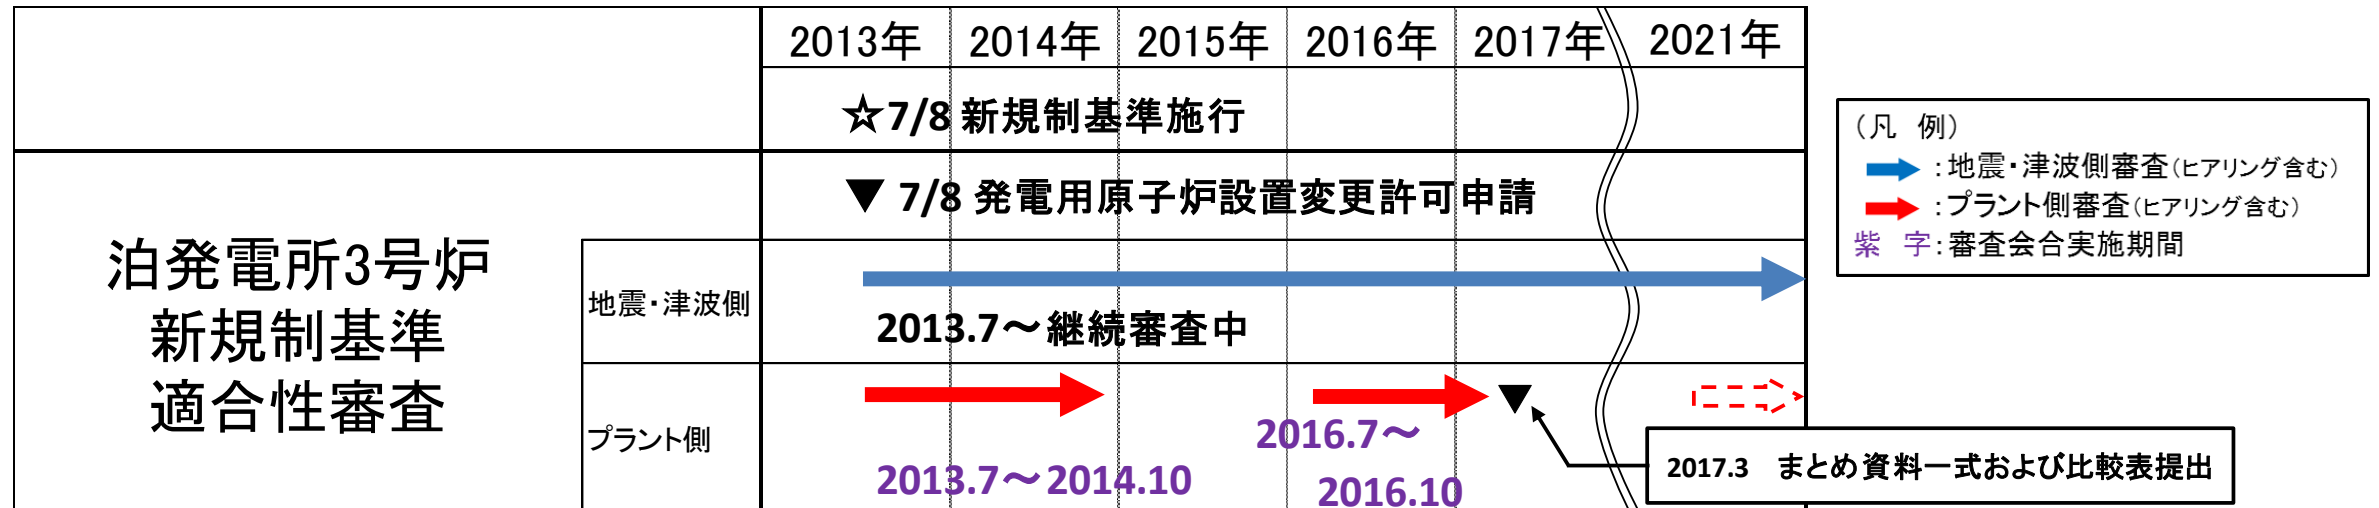 2013年 2014年 2015年 2016年 2017年 2021年
☆7/8 新規制基準施行
▼ 7/8 発電用原子炉設置変更許可申請
泊発電所3号炉
新規制基準
適合性審査
地震・津波側
2013.7～継続審査中
プラント側
2013.7～2014.10
2016.7～
2016.10
▼
2017.3 まとめ資料一式および比較表提出
（凡 例）
：地震・津波側審査（ヒアリング含む）
：プラント側審査（ヒアリング含む）
紫 字：審査会合実施期間